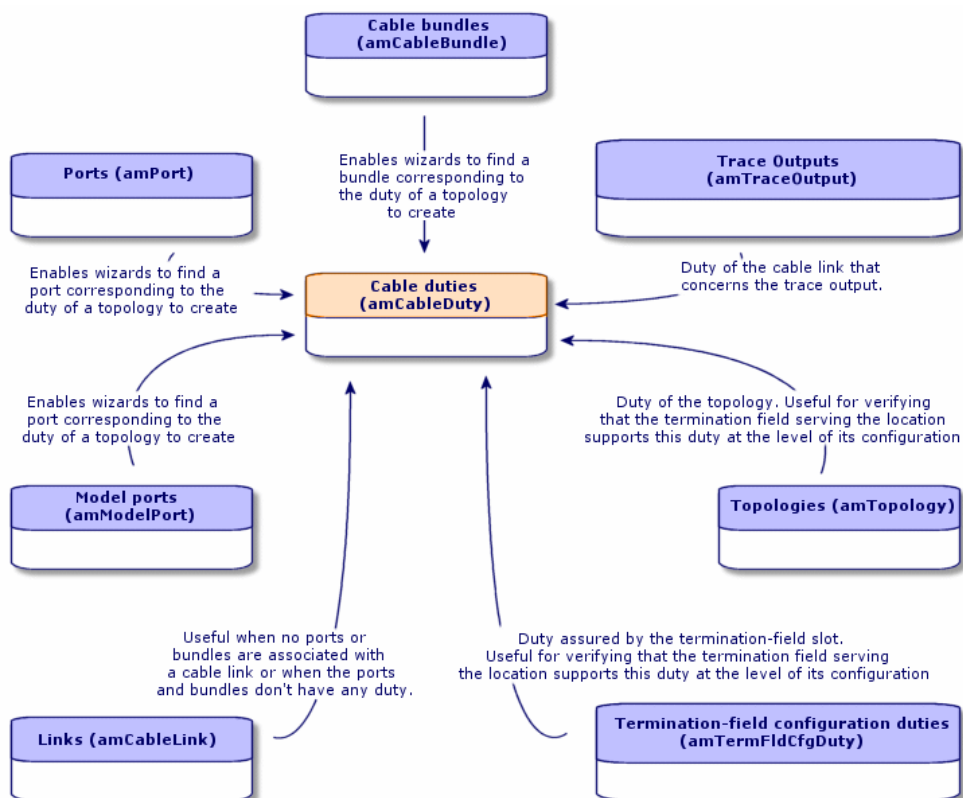 Cable bundles
(amCableBundle)
Enables wizards to find a
bundle corresponding to
the duty of a topology
to create
Ports (amPort)
Trace Outputs
(amTraceOutput)
Enables wizards to find a
port corresponding to the
duty of a topology to create
Duty of the cable link that
concerns the trace output.
Cable duties
(amCableDuty)
Enables wizards to find a
port corresponding to the
duty of a topology to create
Duty of the topology. Useful for verifying
that the termination field serving the location
supports this duty at the level of its configuration
Model ports
(amModelPort)
Topologies (amTopology)
Useful when no ports or
bundles are associated with
a cable link or when the ports
and bundles don't have any duty.
Duty assured by the termination-field slot.
Useful for verifying that the termination field serving
the location supports this duty at the level of its configuration
Links (amCableLink)
Termination-field configuration duties
(amTermFldCfgDuty)